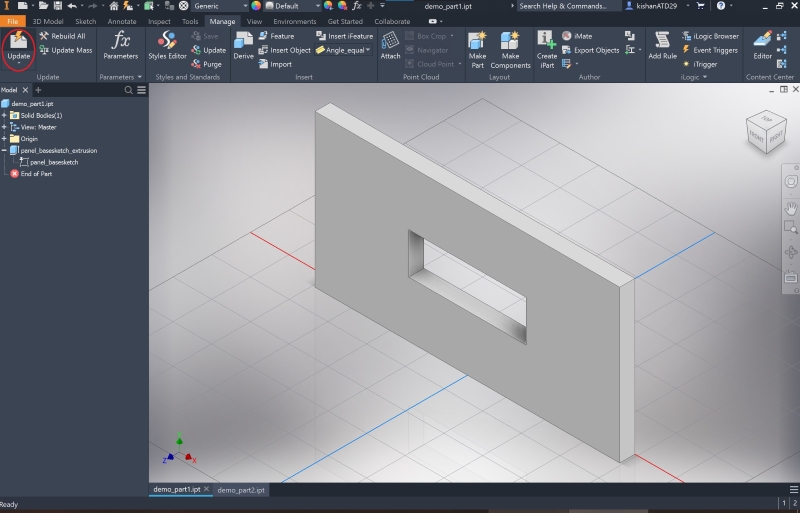 Generic
Default
demo_part1.ipt
Search Help & Commands...
kishanATD29
File 3D Model Sketch Annotate Inspect Tools Manage View Environments Get Started Collaborate
Update
Rebuild All
Update Mass
Parameters
Styles Editor
Save
Update
Purge
Derive
Feature
Insert Object
Import
Insert iFeature
Angle_equal
Attach
Box Crop
Navigator
Cloud Point
Make Part
Make Components
Create iPart
iMate
Export Objects
Add Rule
iLogic Browser
Event Triggers
iTrigger
Editor
Update Parameters Styles and Standards Insert Point Cloud Layout Author iLogic Content Center
Model
demo_part1.ipt
Solid Bodies(1)
View: Master
Origin
panel_basesketch_extrusion
panel_basesketch
End of Part
TOP
FRONT
RIGHT
Y
Z
X
demo_part1.ipt demo_part2.ipt
Ready
1 2